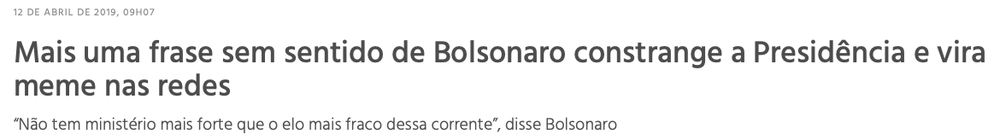 12 DE ABRIL DE 2019, 09H07
Mais uma frase sem sentido de Bolsonaro constrange a Presidência e vira
meme nas redes
“Não tem ministério mais forte que o elo mais fraco dessa corrente”, disse Bolsonaro